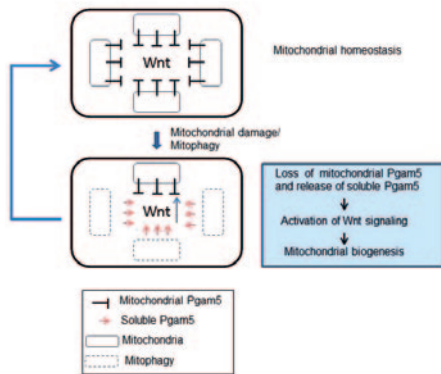 Wnt
Mitochondrial homeostasis
Mitochondrial damage/
Mitophagy
Wnt
Loss of mitochondrial Pgam5
and release of soluble Pgam5
Activation of Wnt signaling
Mitochondrial biogenesis
Mitochondrial Pgam5
Soluble Pgam5
Mitochondria
Mitophagy